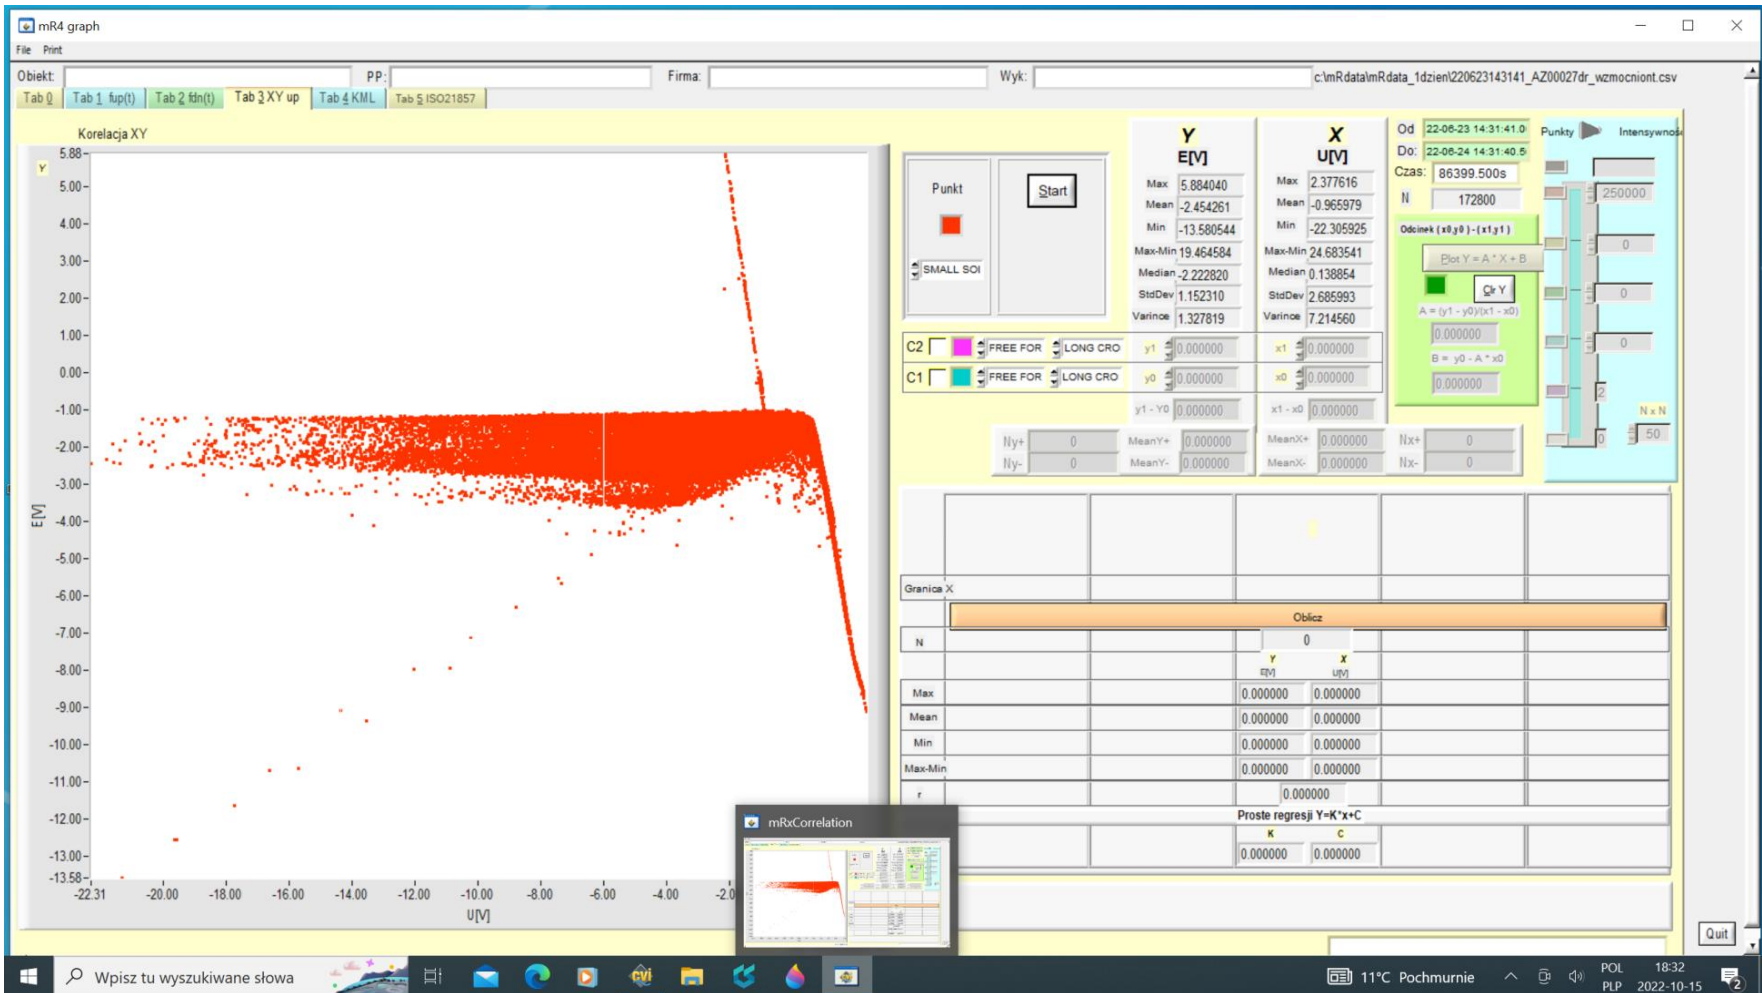 mR4 graph
File Print
Obiekt: PP: Firma: Wyk: c:\mRdata\mRdata_1dzien\220623143141_AZ00027dr_wzmocniont.csv
Tab 0 Tab 1 fup(t) Tab 2 fdn(t) Tab 3 XY up Tab 4 KML Tab 5 ISO21857
Korelacja XY
Y
5.88
5.00
4.00
3.00
2.00
1.00
0.00
-1.00
-2.00
-3.00
-4.00
-5.00
-6.00
-7.00
-8.00
-9.00
-10.00
-11.00
-12.00
-13.00
-13.58
E[V]
-22.31 -20.00 -18.00 -16.00 -14.00 -12.00 -10.00 -8.00 -6.00 -4.00 -2.0
U[V]
Punkt
SMALL SOI
Start
Y X
E[V] U[V]
Max 5.884040 Max 2.377616
Mean -2.454261 Mean -0.965979
Min -13.580544 Min -22.305925
Max-Min 19.464584 Max-Min 24.683541
Median -2.222820 Median 0.138854
StdDev 1.152310 StdDev 2.685993
Varince 1.327819 Varince 7.214560
C2 FREE FOR LONG CRO y1 0.000000 x1 0.000000
C1 FREE FOR LONG CRO y0 0.000000 x0 0.000000
y1 - Y0 0.000000 x1 - x0 0.000000
Ny+ 0 MeanY+ 0.000000 MeanX+ 0.000000 Nx+ 0
Ny- 0 MeanY- 0.000000 MeanX- 0.000000 Nx- 0
Od 22-06-23 14:31:41.0
Do: 22-06-24 14:31:40.5
Czas: 86399.500s
N 172800
Odcinek ( x0,y0 ) - ( x1,y1 )
Plot Y = A * X + B
Clr Y
A = (y1 - y0)/(x1 - x0)
0.000000
B = y0 - A * x0
0.000000
Punkty Intensywnoś
250000
0
0
0
2
0
N x N
50
Granica X
Oblicz
N 0
Y X
E[V] U[V]
Max 0.000000 0.000000
Mean 0.000000 0.000000
Min 0.000000 0.000000
Max-Min 0.000000 0.000000
r 0.000000
Proste regresji Y=K*x+C
K C
0.000000 0.000000
mRxCorrelation
Quit
Wpisz tu wyszukiwane słowa
CVI
11°C Pochmurnie
POL
PLP
18:32
2022-10-15
2